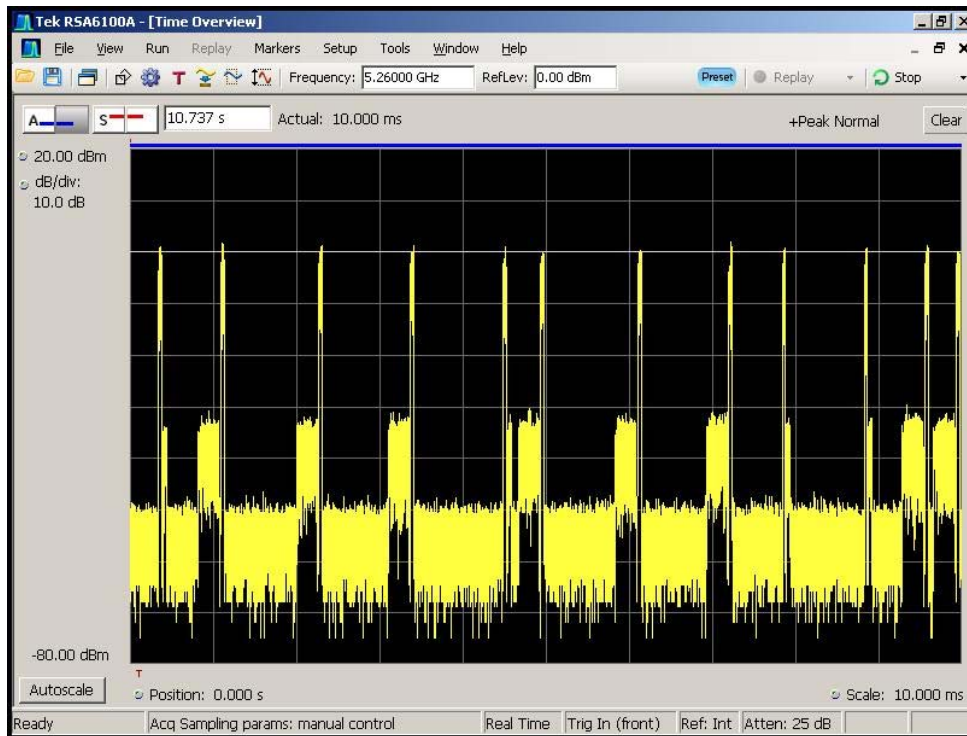 Tek RSA6100A - [Time Overview]
File View Run Replay Markers Setup Tools Window Help
T Frequency: 5.26000 GHz RefLev: 0.00 dBm Preset Replay Stop
A S 10.737 s Actual: 10.000 ms +Peak Normal Clear
20.00 dBm
dB/div:
10.0 dB
-80.00 dBm
T
Autoscale Position: 0.000 s Scale: 10.000 ms
Ready Acq Sampling params: manual control Real Time Trig In (front) Ref: Int Atten: 25 dB